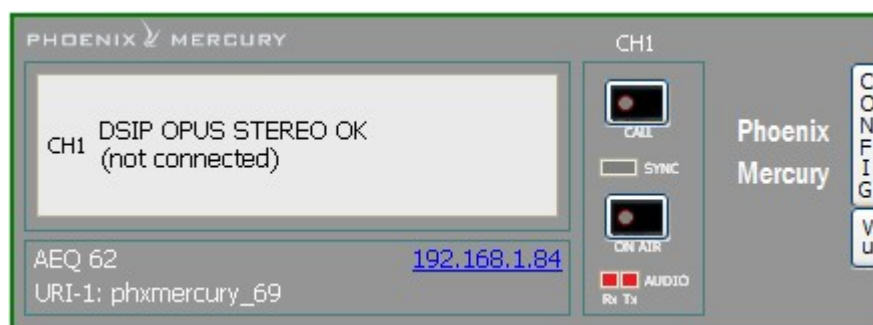 PHOENIX MERCURY
CH1
CH1 DSIP OPUS STEREO OK
(not connected)
CALL
SYNC
ON AIR
AUDIO
Rx Tx
AEQ 62
192.168.1.84
URI-1: phxmercury_69
Phoenix
Mercury
C
O
N
F
I
G